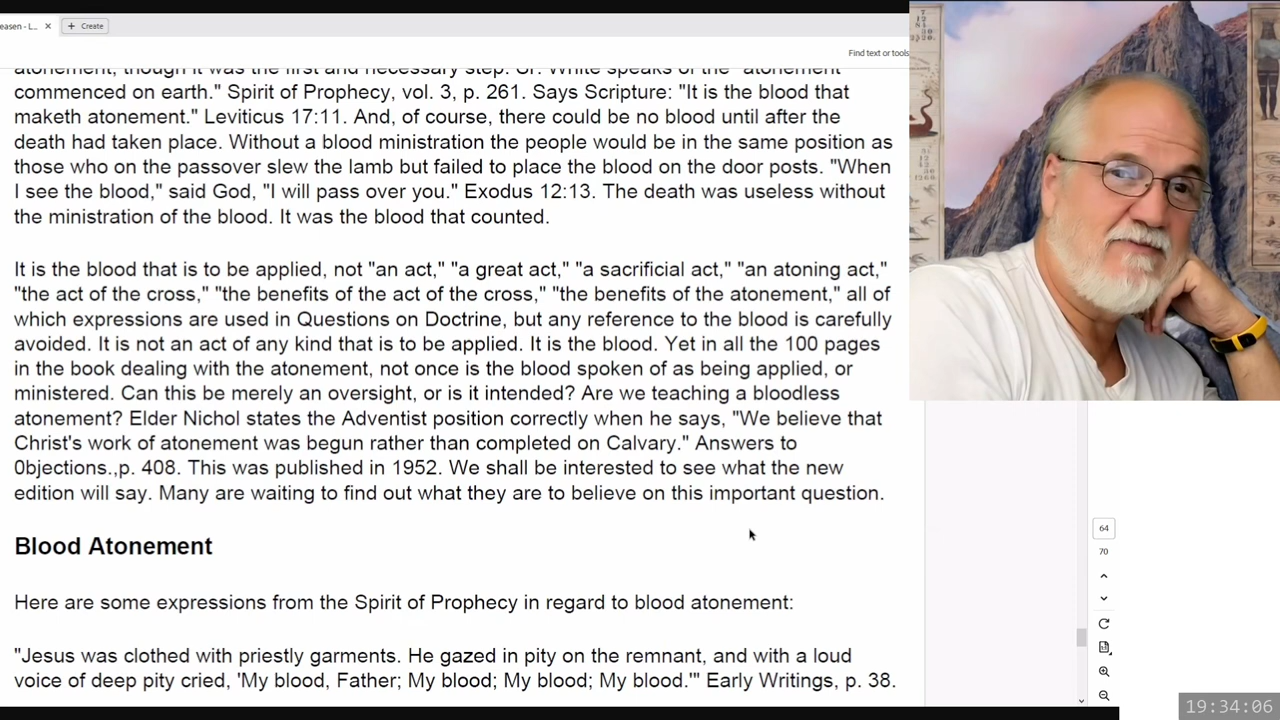 easen - L... × + Create
Find text or tools
atonement, though it was the first and necessary step. Sr. White speaks of the "atonement
commenced on earth." Spirit of Prophecy, vol. 3, p. 261. Says Scripture: "It is the blood that
maketh atonement." Leviticus 17:11. And, of course, there could be no blood until after the
death had taken place. Without a blood ministration the people would be in the same position as
those who on the passover slew the lamb but failed to place the blood on the door posts. "When
I see the blood," said God, "I will pass over you." Exodus 12:13. The death was useless without
the ministration of the blood. It was the blood that counted.
It is the blood that is to be applied, not "an act," "a great act," "a sacrificial act," "an atoning act,"
"the act of the cross," "the benefits of the act of the cross," "the benefits of the atonement," all of
which expressions are used in Questions on Doctrine, but any reference to the blood is carefully
avoided. It is not an act of any kind that is to be applied. It is the blood. Yet in all the 100 pages
in the book dealing with the atonement, not once is the blood spoken of as being applied, or
ministered. Can this be merely an oversight, or is it intended? Are we teaching a bloodless
atonement? Elder Nichol states the Adventist position correctly when he says, "We believe that
Christ's work of atonement was begun rather than completed on Calvary." Answers to
0bjections.,p. 408. This was published in 1952. We shall be interested to see what the new
edition will say. Many are waiting to find out what they are to believe on this important question.
Blood Atonement
Here are some expressions from the Spirit of Prophecy in regard to blood atonement:
"Jesus was clothed with priestly garments. He gazed in pity on the remnant, and with a loud
voice of deep pity cried, 'My blood, Father; My blood; My blood; My blood.'" Early Writings, p. 38.
64
70
19:34:06